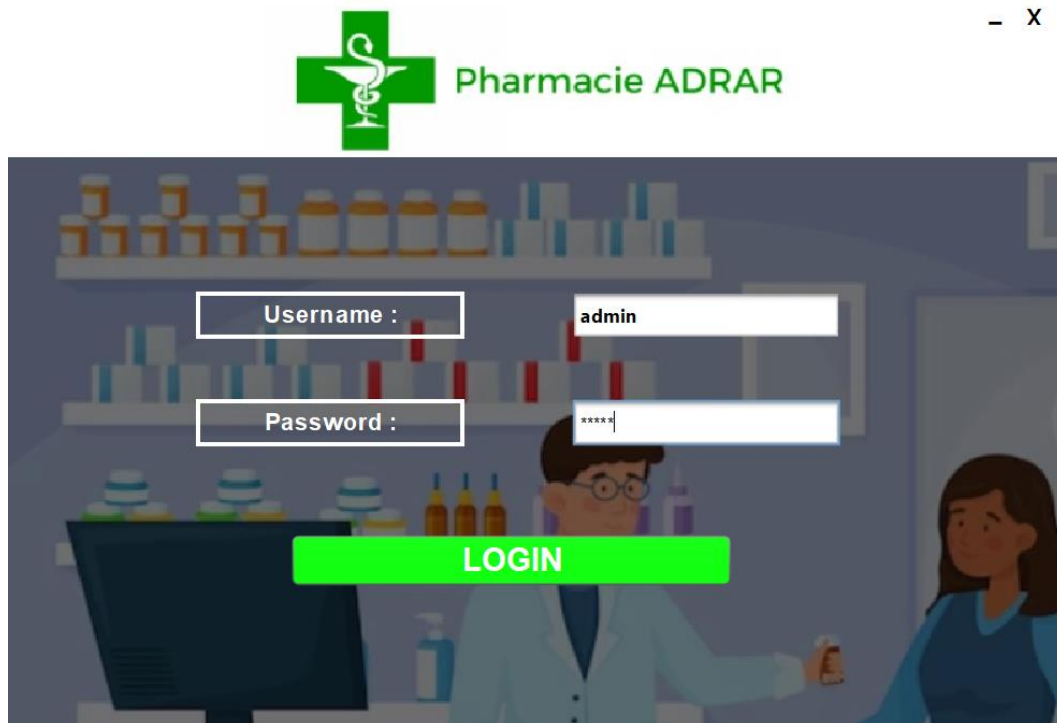 _ X
Pharmacie ADRAR
Username :
admin
Password :
*****
LOGIN